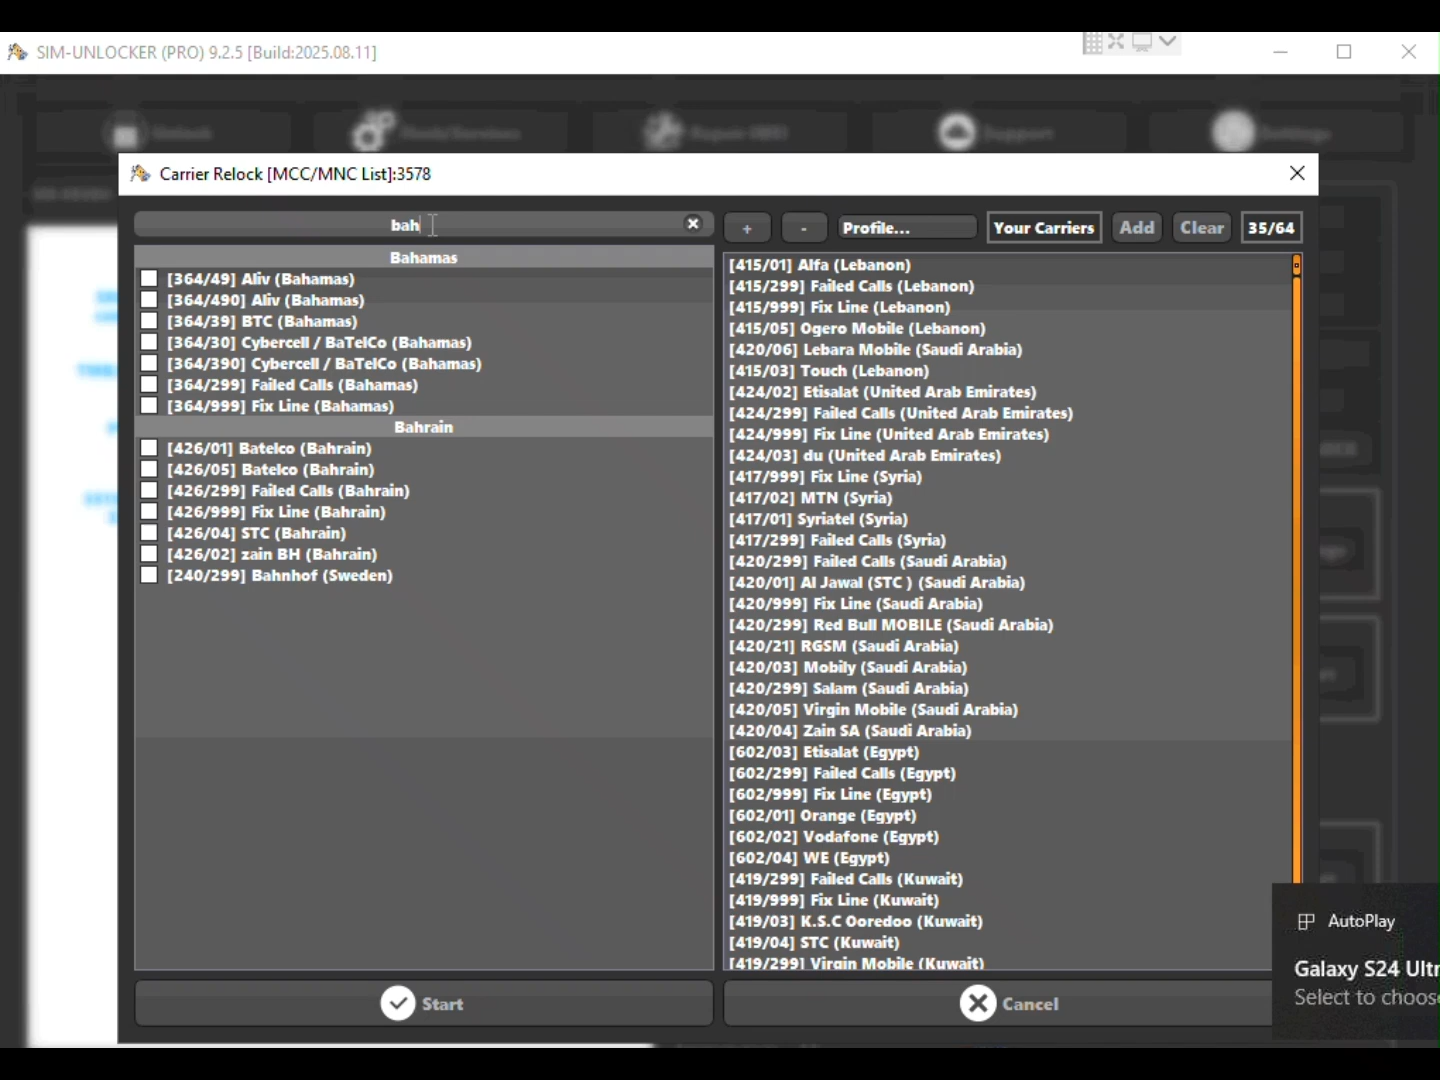 SIM-UNLOCKER (PRO) 9.2.5 [Build:2025.08.11]
Support
Settings
Carrier Relock [MCC/MNC List]:3578
bah
+
-
Profile...
Your Carriers
Add
Clear
35/64
Bahamas
[364/49] Aliv (Bahamas)
[364/490] Aliv (Bahamas)
[364/39] BTC (Bahamas)
[364/30] Cybercell / BaTelCo (Bahamas)
[364/390] Cybercell / BaTelCo (Bahamas)
[364/299] Failed Calls (Bahamas)
[364/999] Fix Line (Bahamas)
Bahrain
[426/01] Batelco (Bahrain)
[426/05] Batelco (Bahrain)
[426/299] Failed Calls (Bahrain)
[426/999] Fix Line (Bahrain)
[426/04] STC (Bahrain)
[426/02] zain BH (Bahrain)
[240/299] Bahnhof (Sweden)
[415/01] Alfa (Lebanon)
[415/299] Failed Calls (Lebanon)
[415/999] Fix Line (Lebanon)
[415/05] Ogero Mobile (Lebanon)
[420/06] Lebara Mobile (Saudi Arabia)
[415/03] Touch (Lebanon)
[424/02] Etisalat (United Arab Emirates)
[424/299] Failed Calls (United Arab Emirates)
[424/999] Fix Line (United Arab Emirates)
[424/03] du (United Arab Emirates)
[417/999] Fix Line (Syria)
[417/02] MTN (Syria)
[417/01] Syriatel (Syria)
[417/299] Failed Calls (Syria)
[420/299] Failed Calls (Saudi Arabia)
[420/01] Al Jawal (STC ) (Saudi Arabia)
[420/999] Fix Line (Saudi Arabia)
[420/299] Red Bull MOBILE (Saudi Arabia)
[420/21] RGSM (Saudi Arabia)
[420/03] Mobily (Saudi Arabia)
[420/299] Salam (Saudi Arabia)
[420/05] Virgin Mobile (Saudi Arabia)
[420/04] Zain SA (Saudi Arabia)
[602/03] Etisalat (Egypt)
[602/299] Failed Calls (Egypt)
[602/999] Fix Line (Egypt)
[602/01] Orange (Egypt)
[602/02] Vodafone (Egypt)
[602/04] WE (Egypt)
[419/299] Failed Calls (Kuwait)
[419/999] Fix Line (Kuwait)
[419/03] K.S.C Ooredoo (Kuwait)
[419/04] STC (Kuwait)
[419/299] Virgin Mobile (Kuwait)
Start
Cancel
AutoPlay
Galaxy S24 Ultr
Select to choos